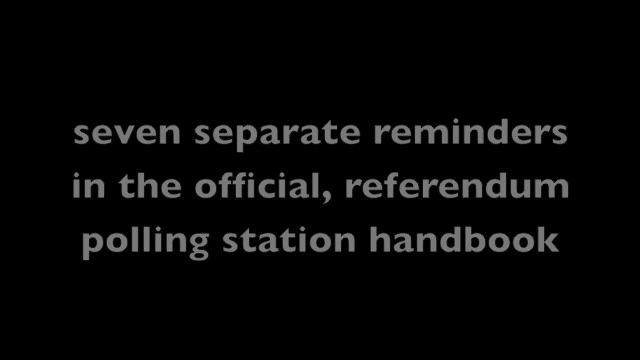 seven separate reminders
in the official, referendum
polling station handbook